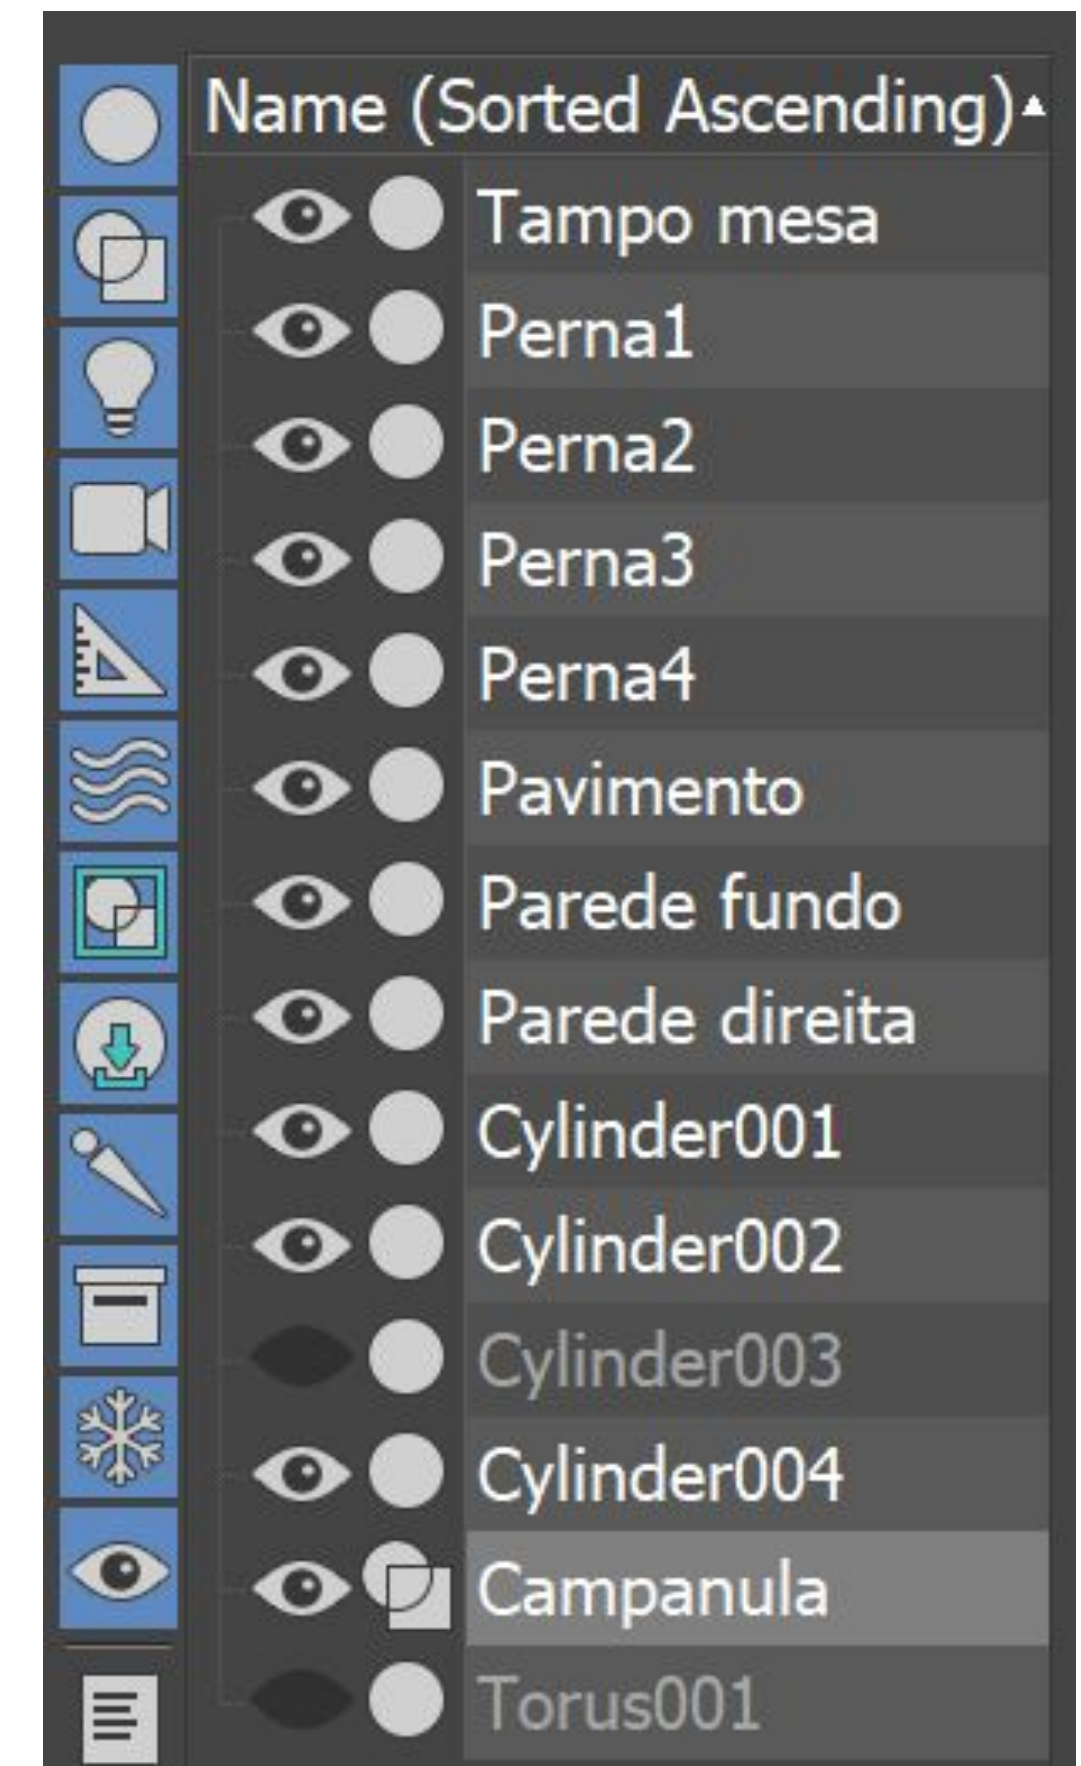 Name (Sorted Ascending)
Tampo mesa
Perna1
Perna2
Perna3
Perna4
Pavimento
Parede fundo
Parede direita
Cylinder001
Cylinder002
Cylinder003
Cylinder004
Campanula
Torus001